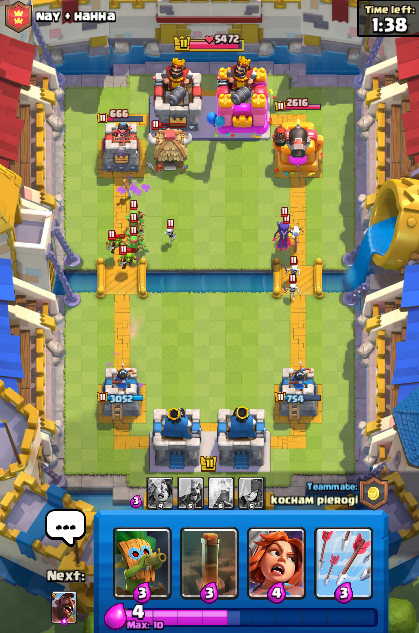 Nay + Hahha
Time left:
1:38
5472
666
2616
3052
754
Teammate:
kocham pierogi
3
...
Next:
3
3
4
3
4
Max: 10